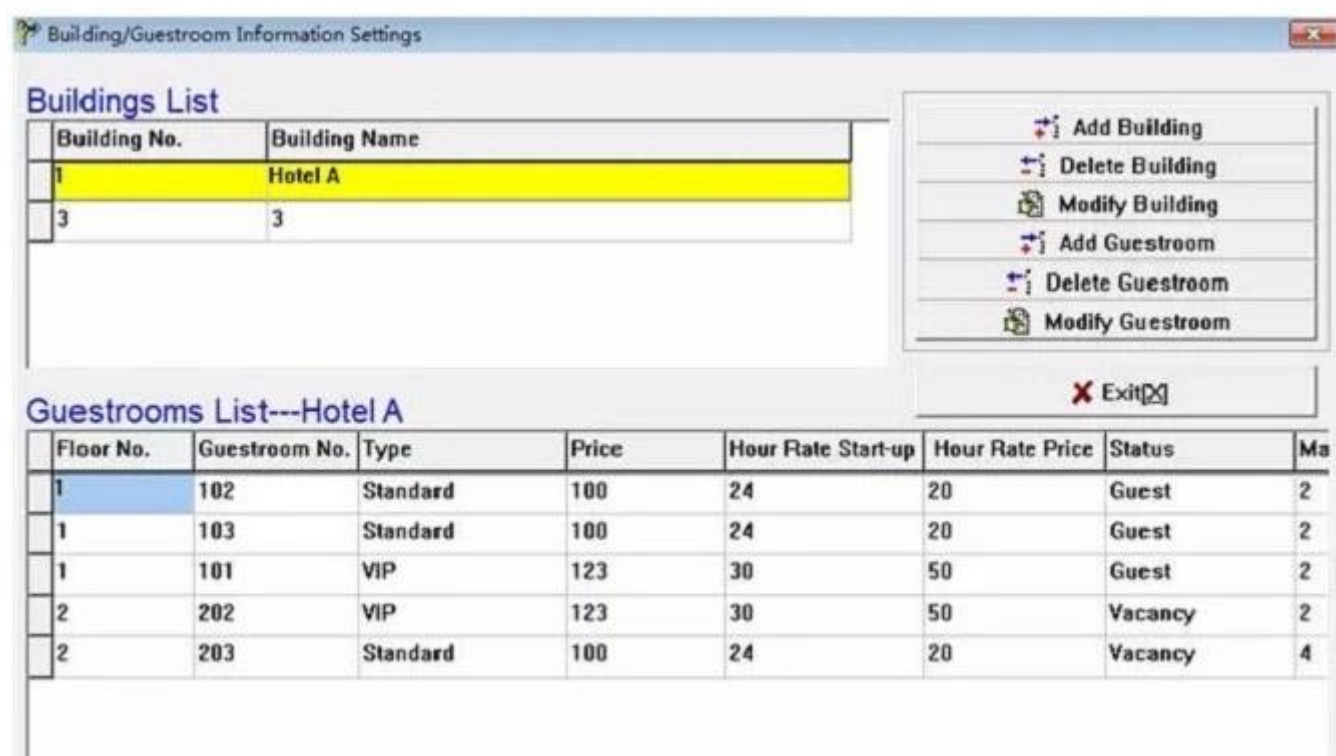 Building/Guestroom Information Settings
Buildings List
Building No. Building Name
1 Hotel A
3 3
Add Building
Delete Building
Modify Building
Add Guestroom
Delete Guestroom
Modify Guestroom
Exit[X]
Guestrooms List---Hotel A
Floor No. Guestroom No. Type Price Hour Rate Start-up Hour Rate Price Status Ma
1 102 Standard 100 24 20 Guest 2
1 103 Standard 100 24 20 Guest 2
1 101 VIP 123 30 50 Guest 2
2 202 VIP 123 30 50 Vacancy 2
2 203 Standard 100 24 20 Vacancy 4